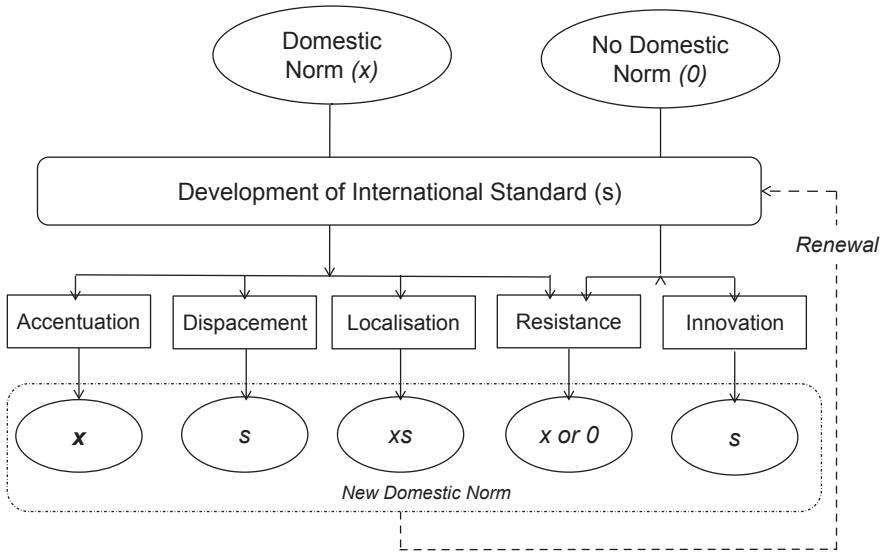 Domestic
Norm (x)
No Domestic
Norm (0)
Development of International Standard (s)
Renewal
Accentuation
Dispacement
Localisation
Resistance
Innovation
x
s
xs
x or 0
s
New Domestic Norm